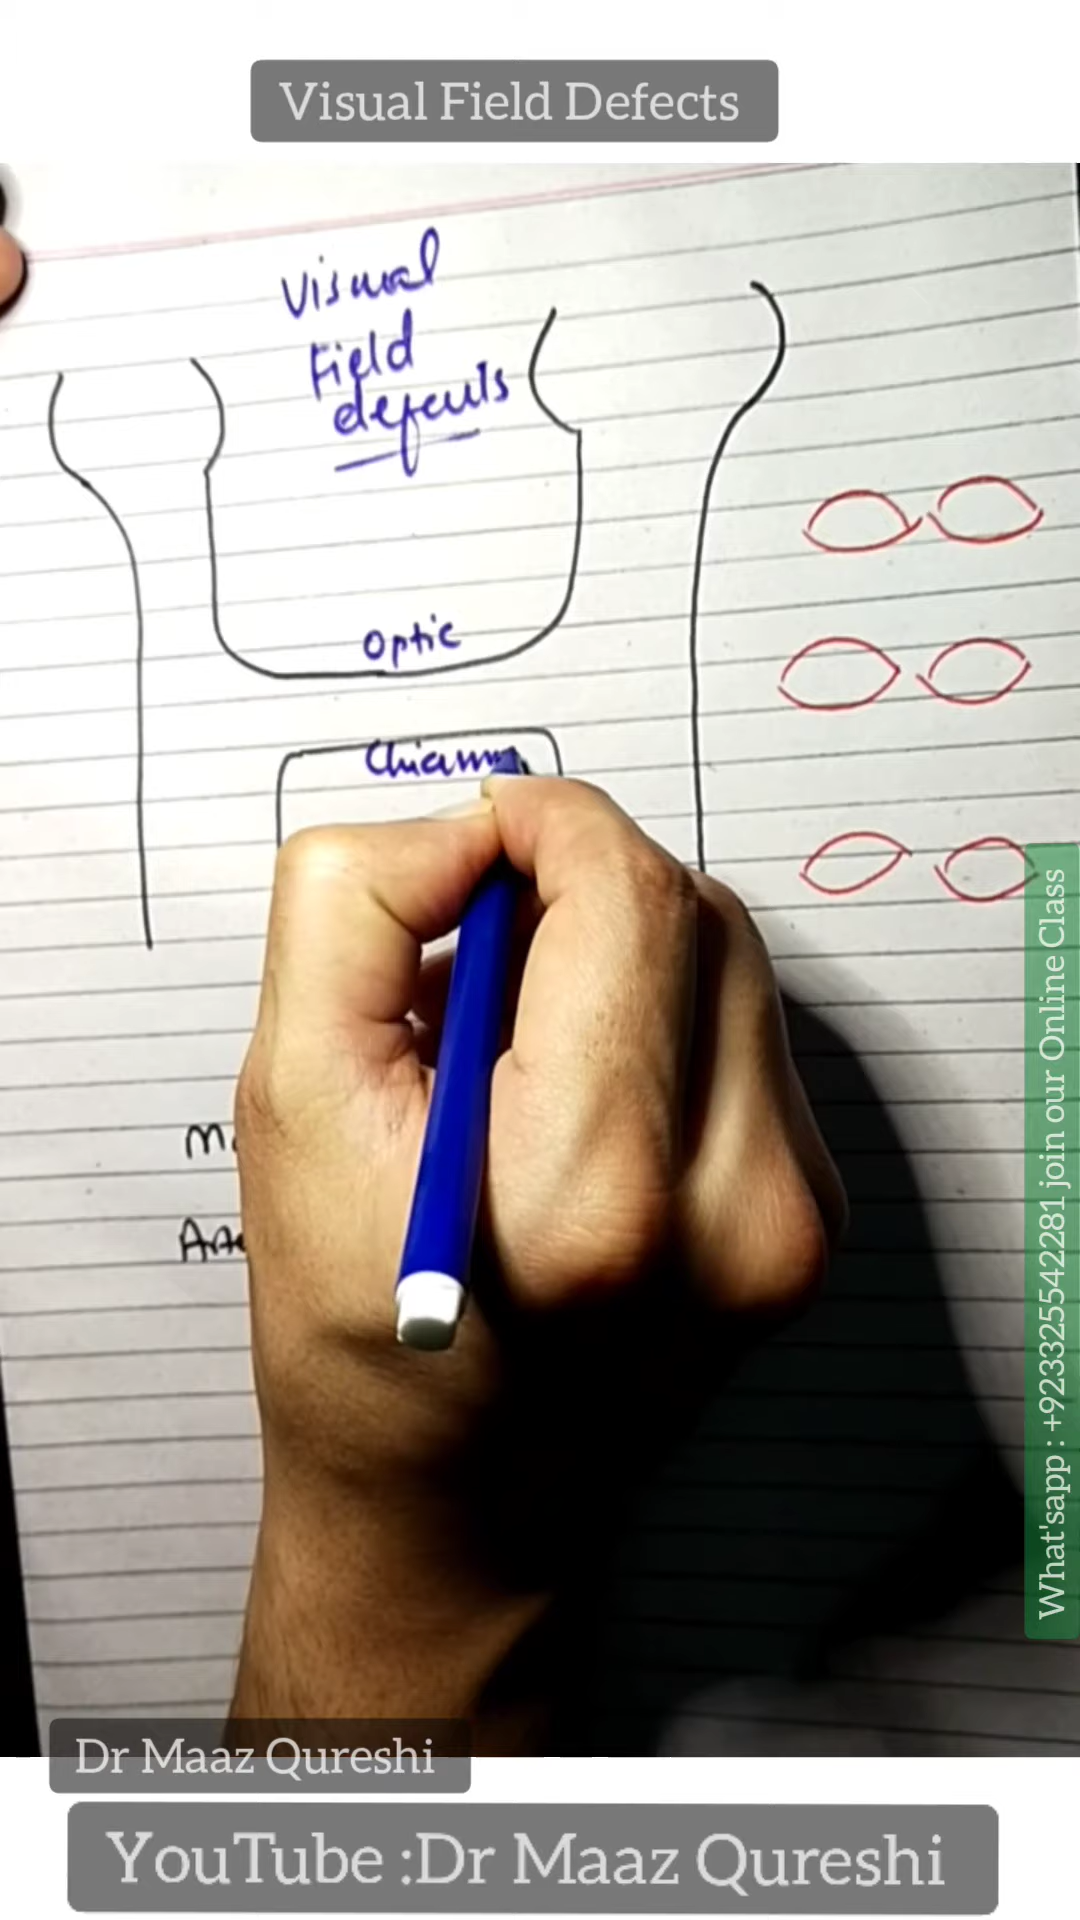 Visual Field Defects
Visual
Field
defeuls
Optic
Chiasm
What'sapp : +923325542281 join our Online Class
Dr Maaz Qureshi
YouTube :Dr Maaz Qureshi